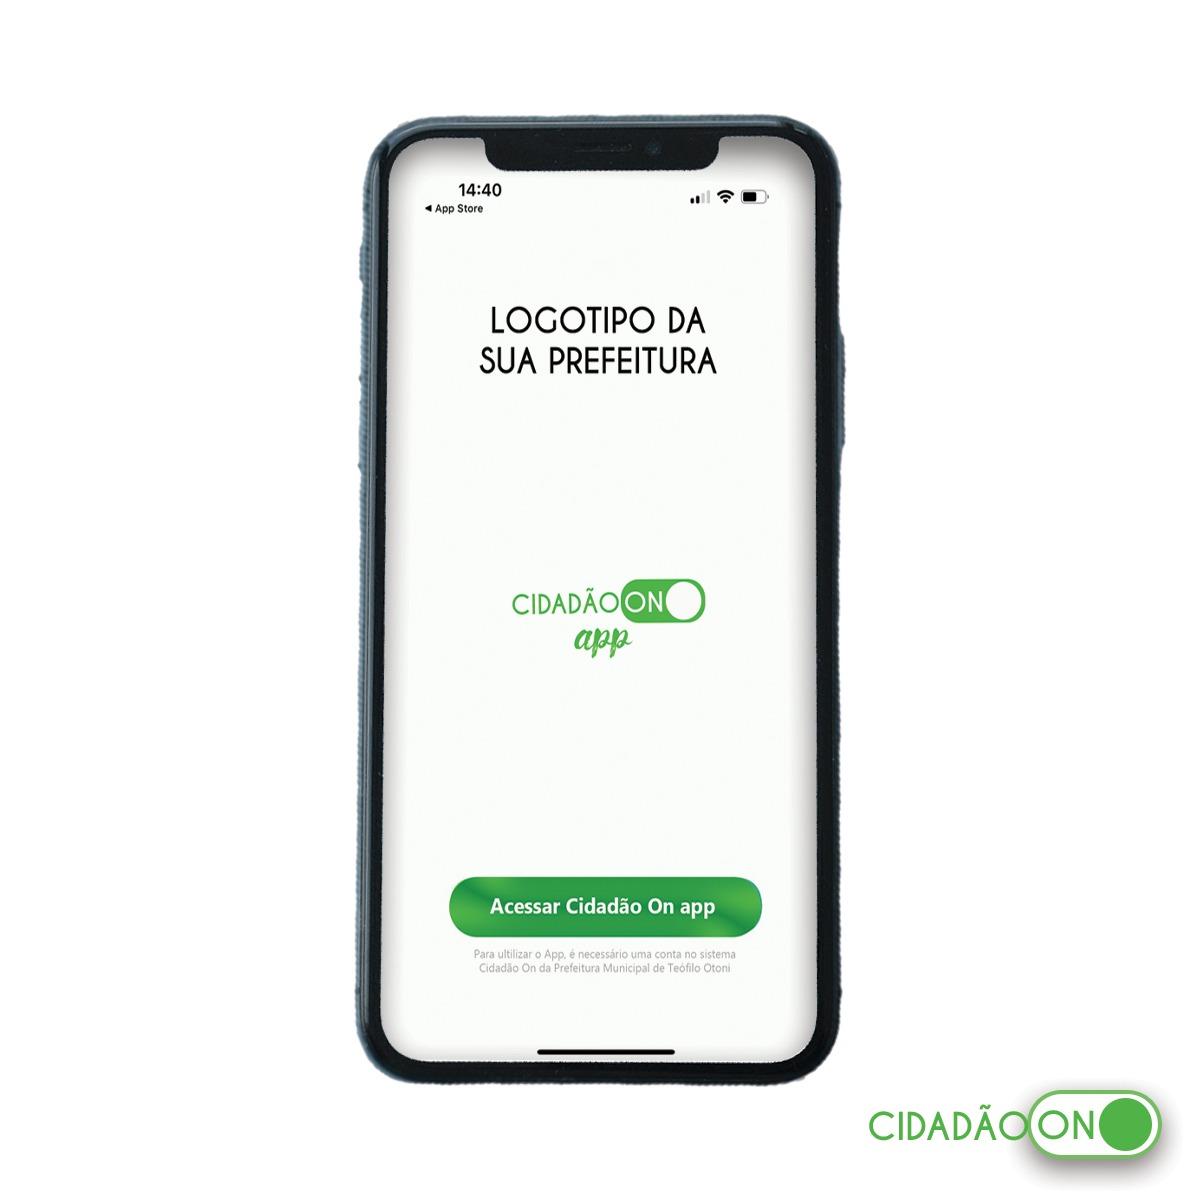 14:40
◀ App Store
LOGOTIPO DA
SUA PREFEITURA
CIDADÃO ON
app
Acessar Cidadão On app
Para ultilizar o App, é necessário uma conta no sistema
Cidadão On da Prefeitura Municipal de Teófilo Otoni
CIDADÃO ON